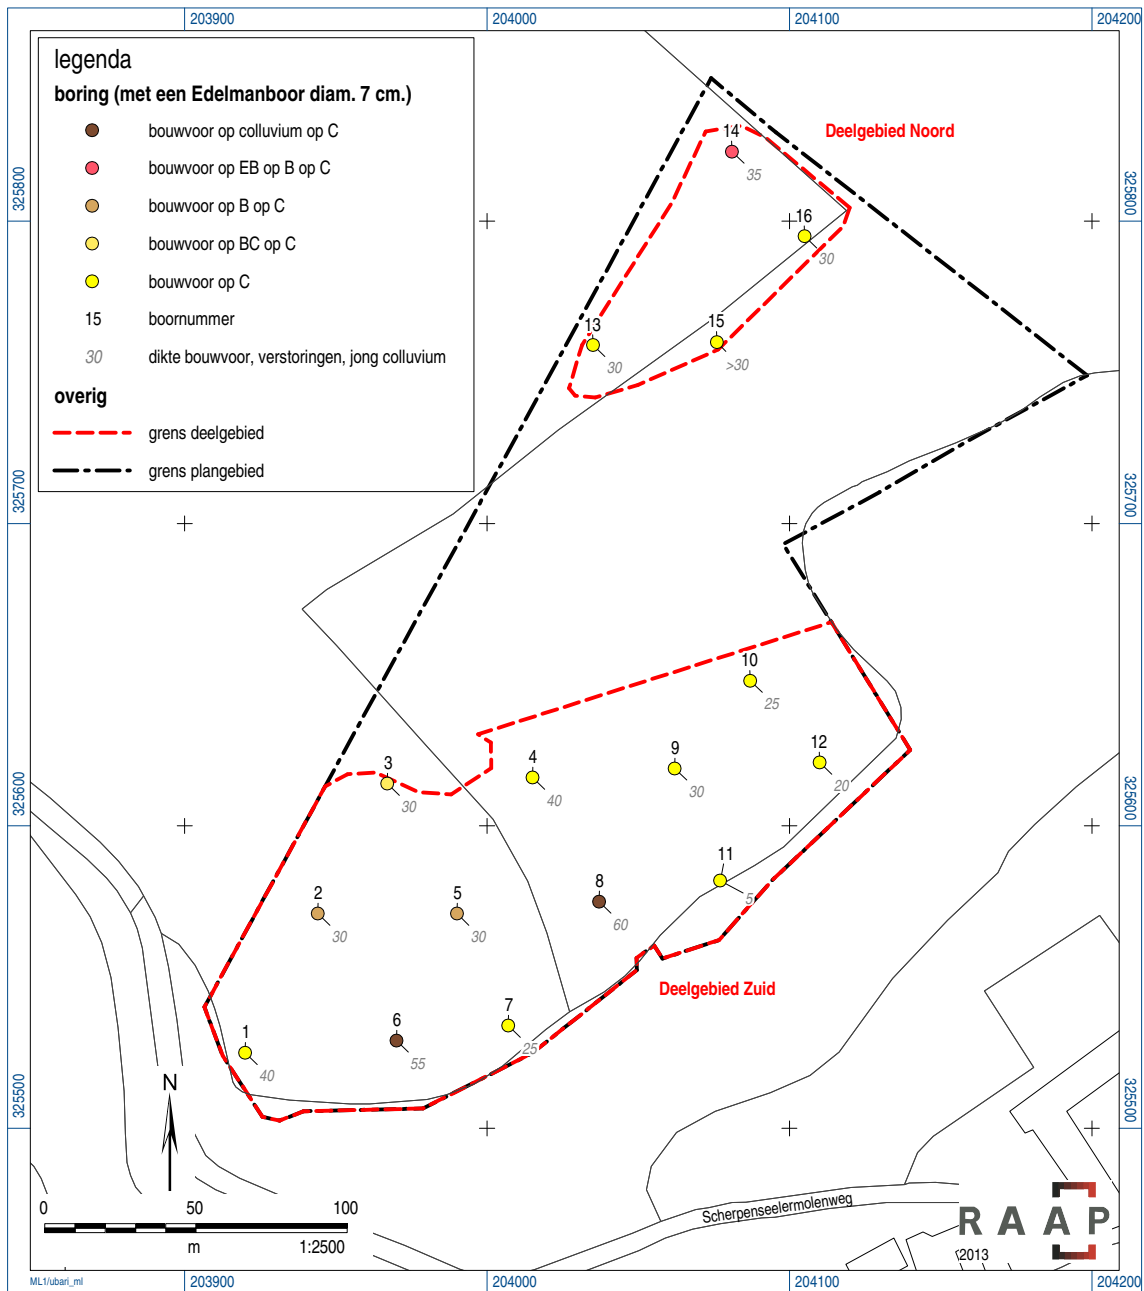 203900
204000
204100
204200
legenda
boring (met een Edelmanboor diam. 7 cm.)
bouwvoor op colluvium op C
bouwvoor op EB op B op C
bouwvoor op B op C
bouwvoor op BC op C
bouwvoor op C
15 boornummer
30 dikte bouwvoor, verstoringen, jong colluvium
overig
grens deelgebied
grens plangebied
Deelgebied Noord
14
35
325800
325800
16
30
13
30
15
>30
325700
325700
10
25
3
30
4
40
9
30
12
20
325600
325600
2
30
5
30
8
60
11
5
Deelgebied Zuid
1
40
6
55
7
25
N
325500
325500
0 50 100
m 1:2500
Scherpenseelermolenweg
RAAP
2013
ML1/ubari_ml
203900
204000
204100
204200